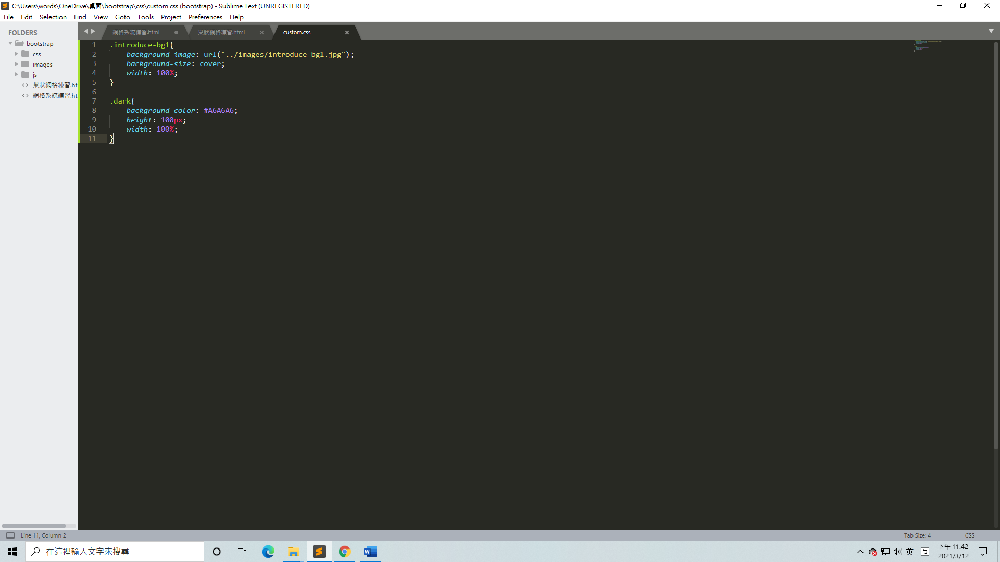 C:\Users\words\OneDrive\桌面\bootstrap\css\custom.css (bootstrap) - Sublime Text (UNREGISTERED)
File Edit Selection Find View Goto Tools Project Preferences Help
FOLDERS
bootstrap
css
images
js
巢狀網格練習.htm
網格系統練習.htm
網格系統練習.html
巢狀網格練習.html
custom.css
1 .introduce-bg1{
2 background-image: url("../images/introduce-bg1.jpg");
3 background-size: cover;
4 width: 100%;
5 }
6
7 .dark{
8 background-color: #A6A6A6;
9 height: 100px;
10 width: 100%;
11 }
Line 11, Column 2
Tab Size: 4
CSS
在這裡輸入文字來搜尋
英
下午 11:42
2021/3/12